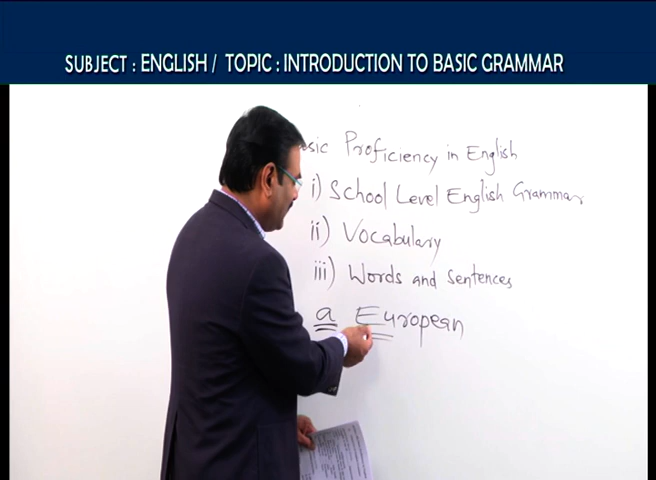 SUBJECT : ENGLISH / TOPIC : INTRODUCTION TO BASIC GRAMMAR
Proficiency in English
i) School Level English Grammar
ii) Vocabulary
iii) Words and Sentences
a European